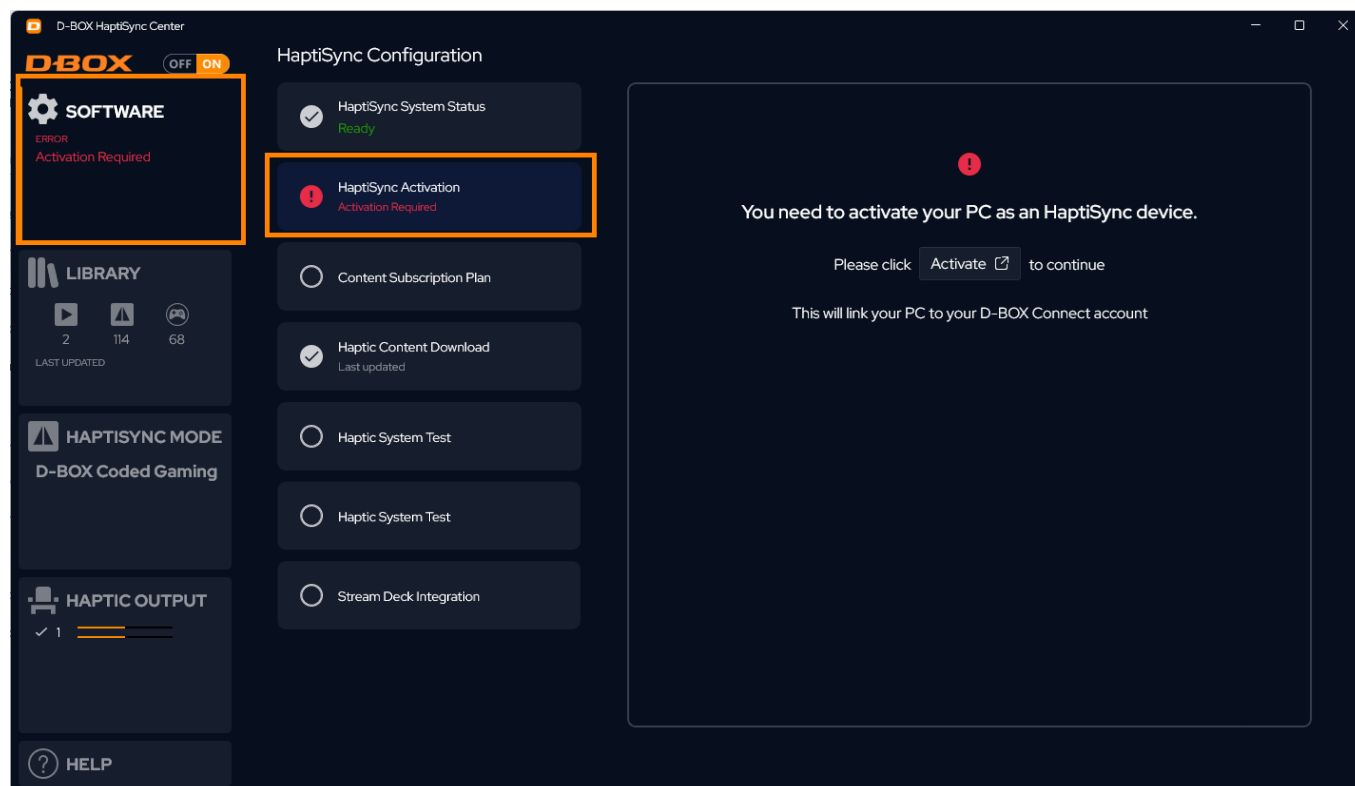 D-BOX HaptiSync Center
D-BOX
OFF ON
SOFTWARE
ERROR
Activation Required
LIBRARY
2 114 68
LAST UPDATED
HAPTISYNC MODE
D-BOX Coded Gaming
HAPTIC OUTPUT
1
HELP
HaptiSync Configuration
HaptiSync System Status
Ready
HaptiSync Activation
Activation Required
Content Subscription Plan
Haptic Content Download
Last updated
Haptic System Test
Haptic System Test
Stream Deck Integration
You need to activate your PC as an HaptiSync device.
Please click Activate to continue
This will link your PC to your D-BOX Connect account